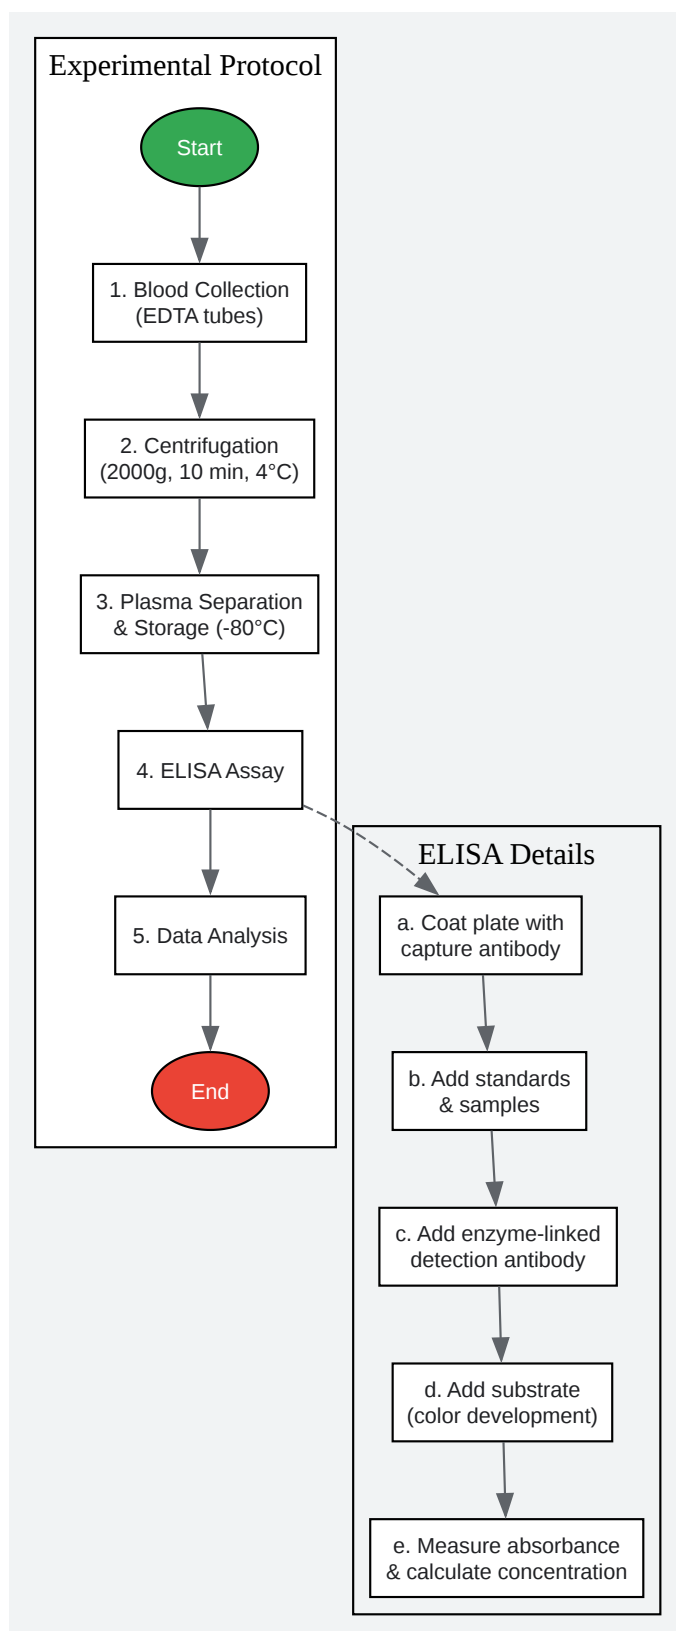 Experimental Protocol
Start
1. Blood Collection
(EDTA tubes)
2. Centrifugation
(2000g, 10 min, 4°C)
3. Plasma Separation
& Storage (-80°C)
4. ELISA Assay
5. Data Analysis
End
ELISA Details
a. Coat plate with
capture antibody
b. Add standards
& samples
c. Add enzyme-linked
detection antibody
d. Add substrate
(color development)
e. Measure absorbance
& calculate concentration